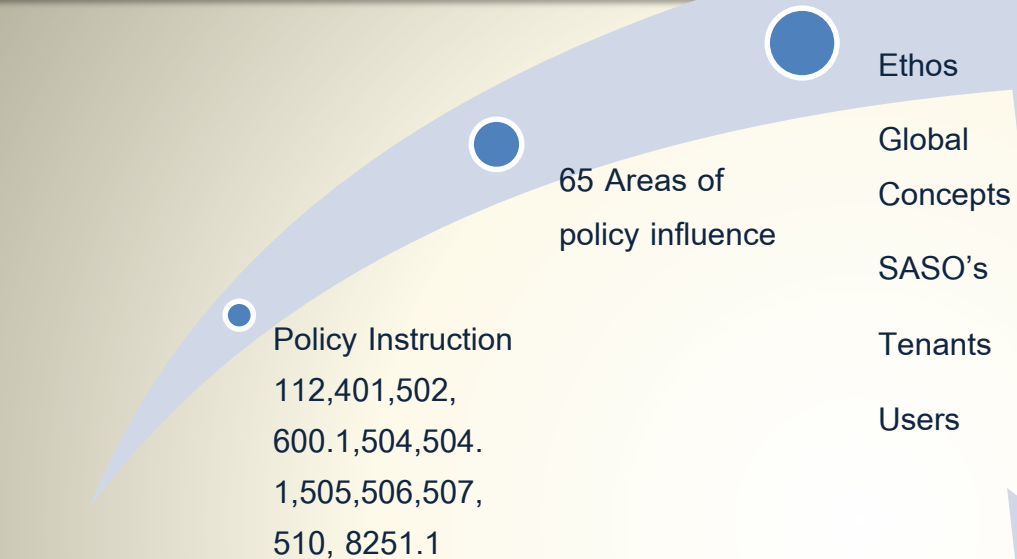 Policy Instruction
112,401,502,
600.1,504,504.
1,505,506,507,
510, 8251.1
65 Areas of
policy influence
Ethos
Global
Concepts
SASO’s
Tenants
Users